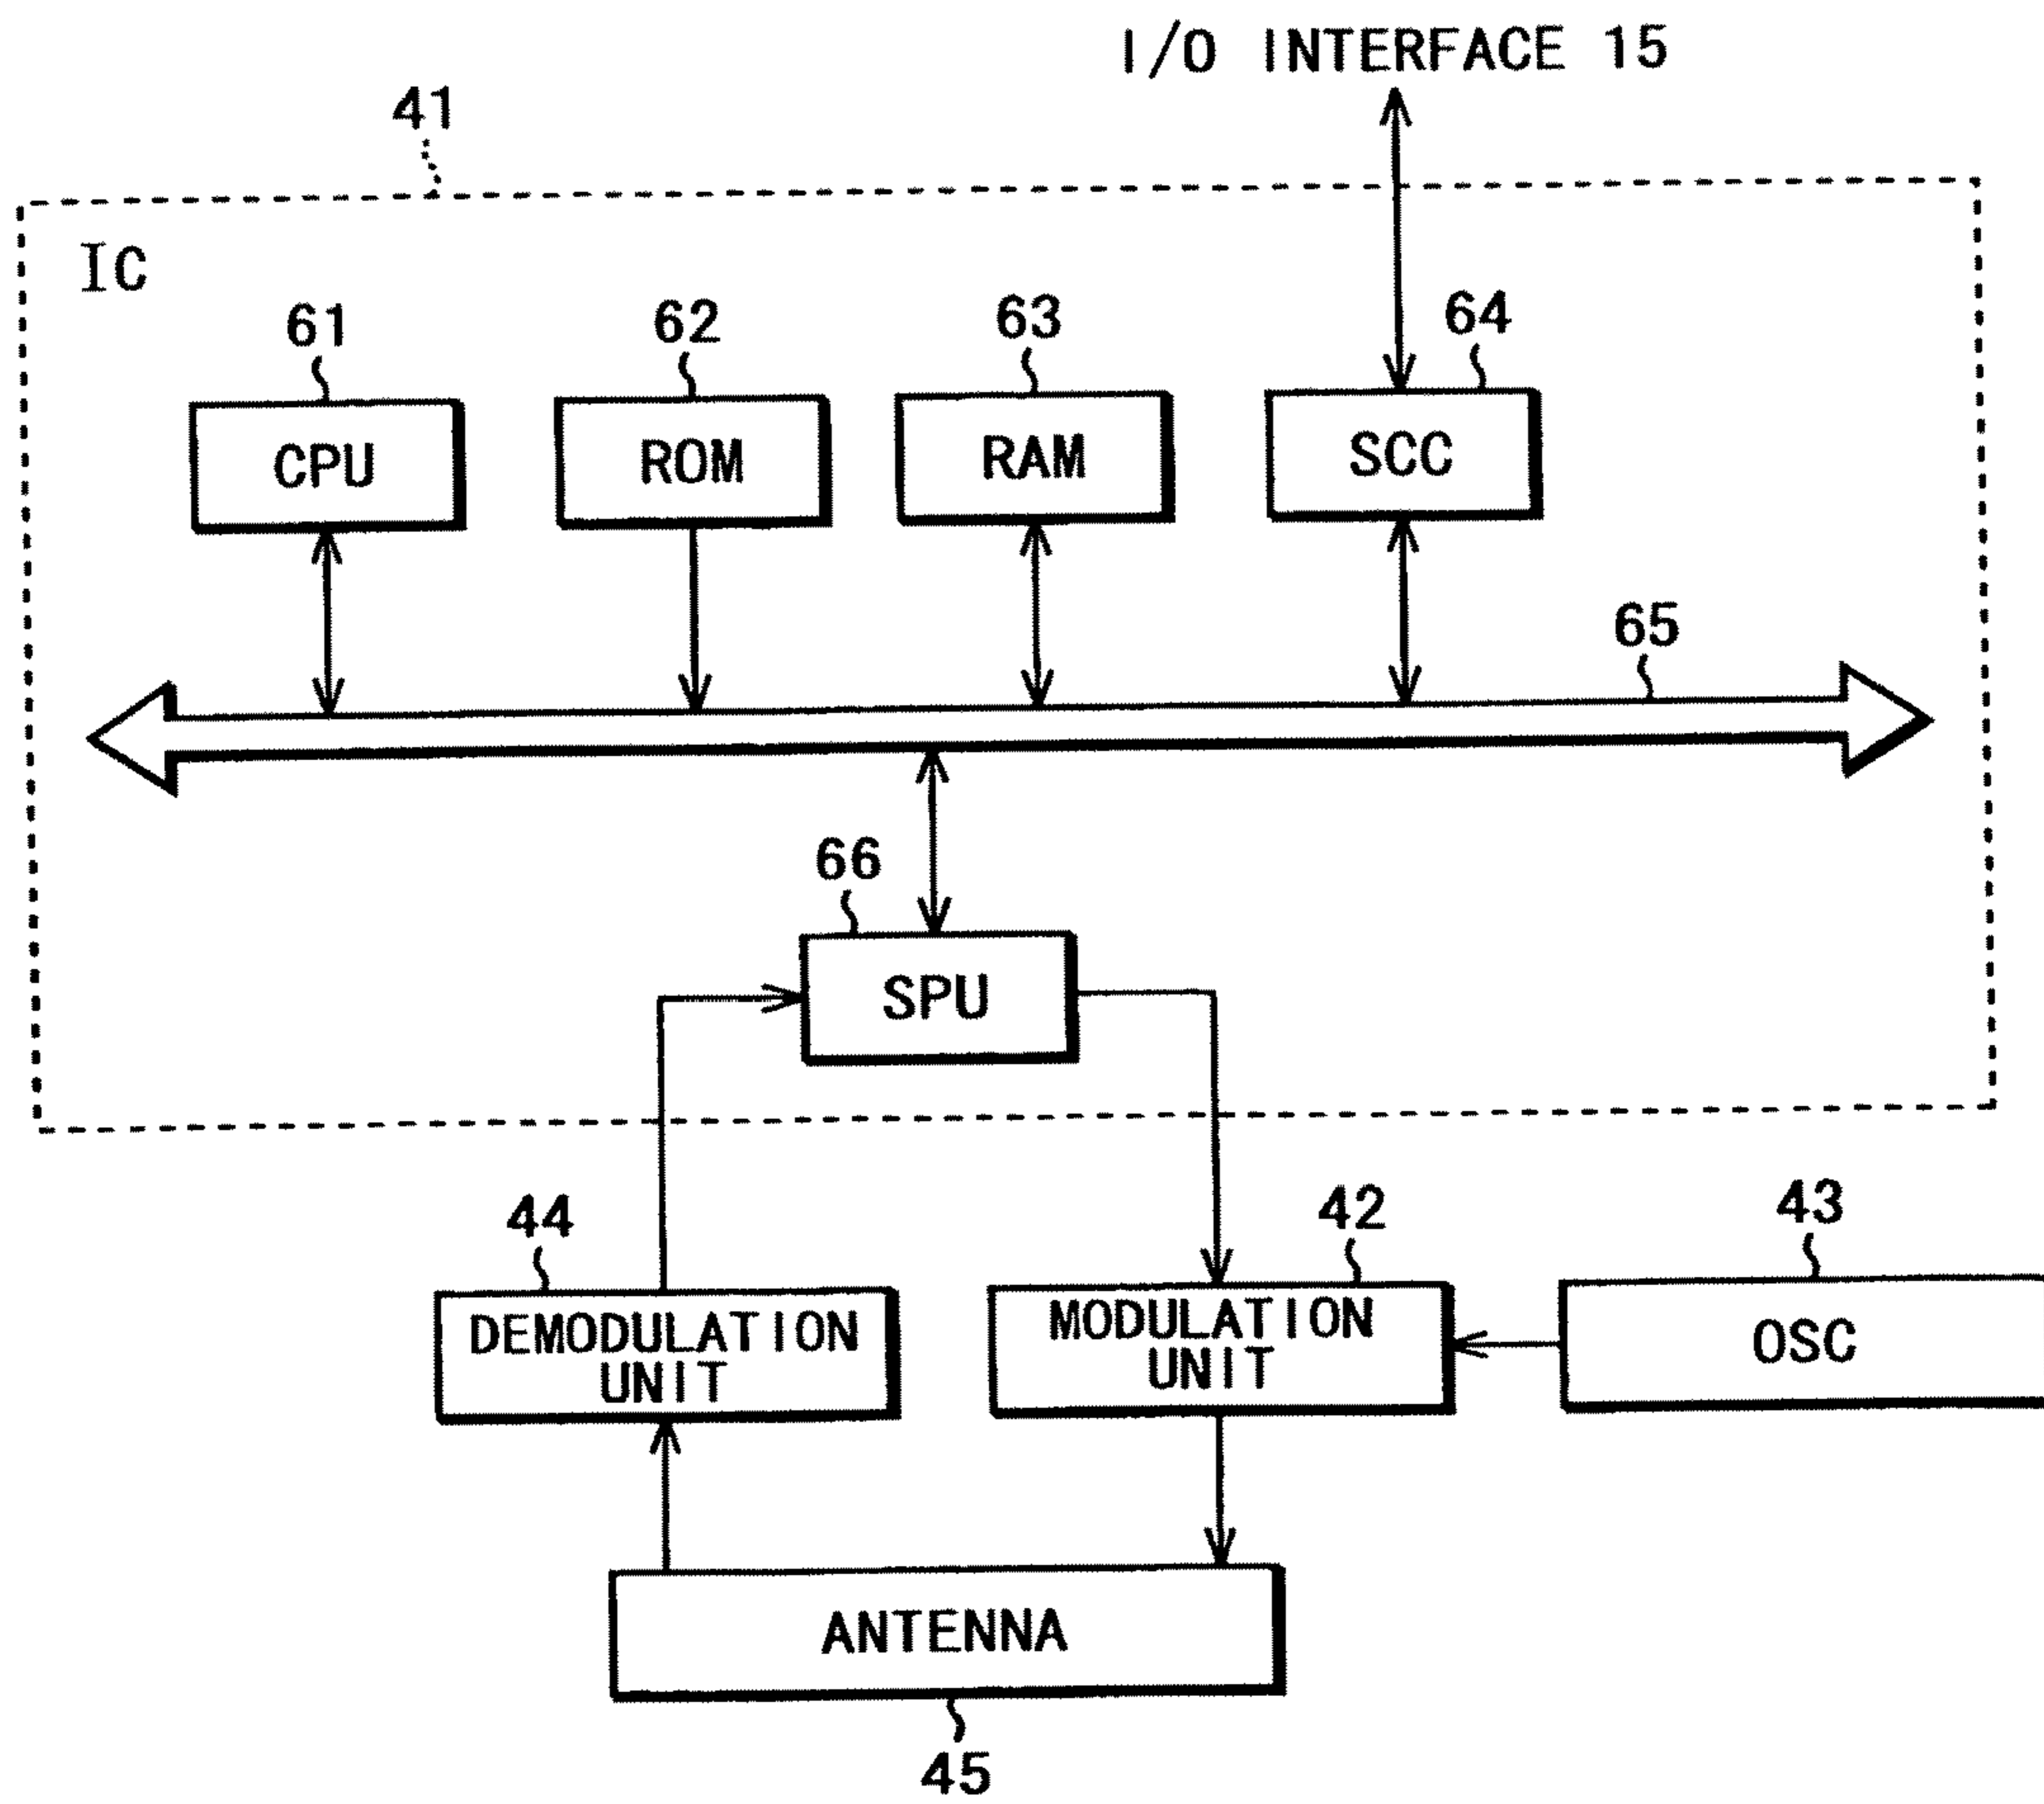 I/O INTERFACE 15
41
IC
61
62
63
64
CPU
ROM
RAM
SCC
65
66
SPU
44
42
43
DEMODULATION
UNIT
MODULATION
UNIT
OSC
ANTENNA
45